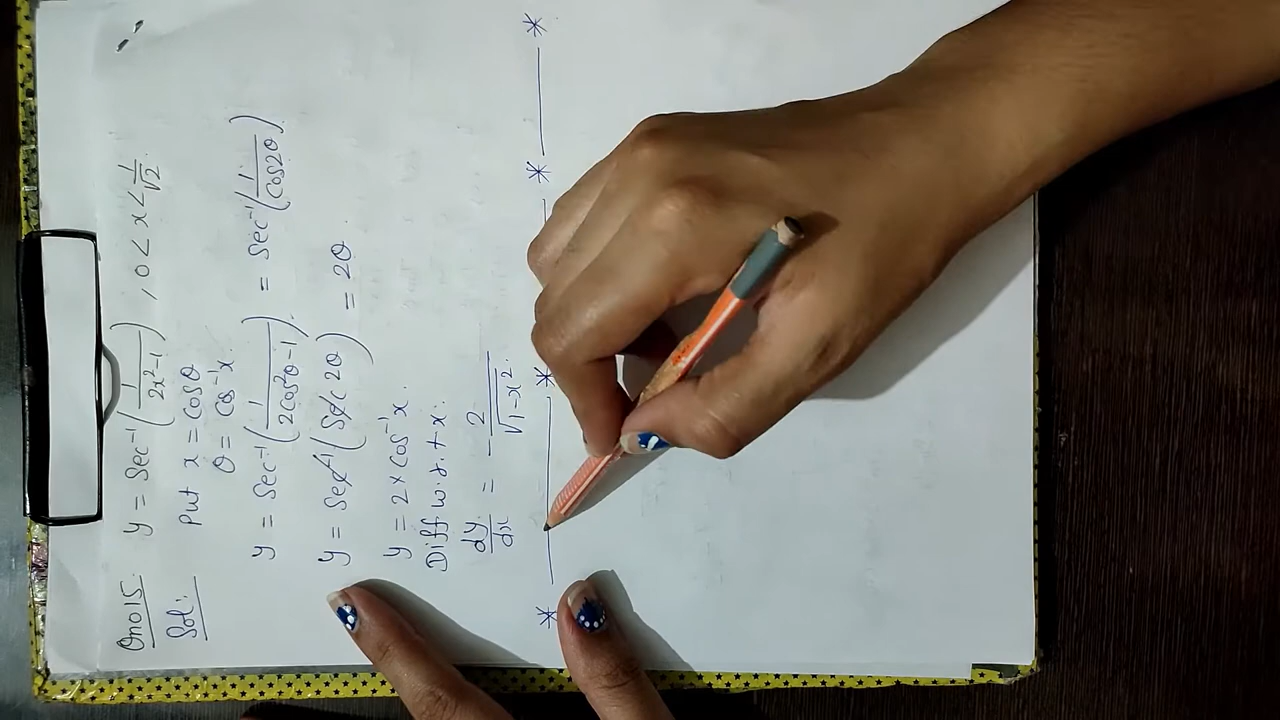 Qno15. y = Sec⁻¹(1/(2x²-1)), 0 < x < 1/√2.
Sol:. Put x = cosθ
θ = Cos⁻¹x.
y = Sec⁻¹(1/(2Cos²θ-1)) = Sec⁻¹(1/Cos2θ)
y = Sec⁻¹(Sec 2θ) = 2θ.
y = 2×Cos⁻¹x.
Diff w.r.t x.
dy/dx = -2/√(1-x²).